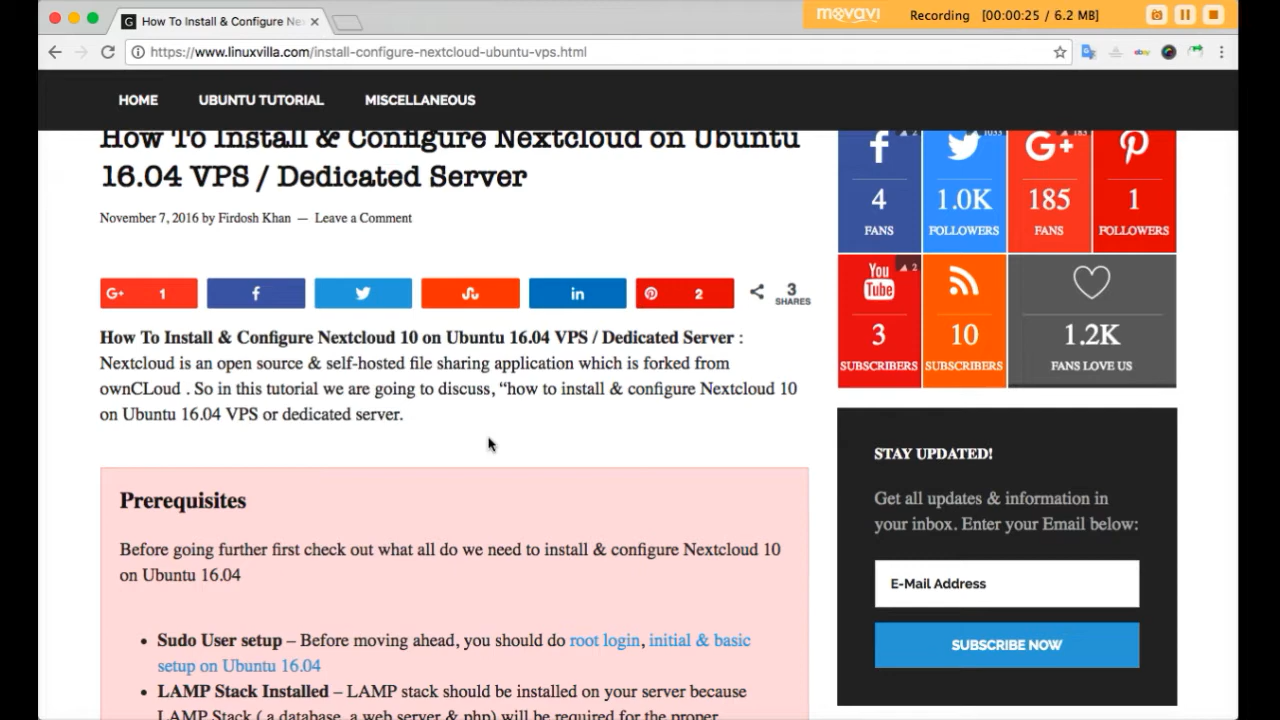 How To Install & Configure Ne
movavi
Recording [00:00:25 / 6.2 MB]
https://www.linuxvilla.com/install-configure-nextcloud-ubuntu-vps.html
ebay
HOME UBUNTU TUTORIAL MISCELLANEOUS
How To Install & Configure Nextcloud on Ubuntu
16.04 VPS / Dedicated Server
November 7, 2016 by Firdosh Khan — Leave a Comment
G+ 1
f
in
2
3
SHARES
How To Install & Configure Nextcloud 10 on Ubuntu 16.04 VPS / Dedicated Server :
Nextcloud is an open source & self-hosted file sharing application which is forked from
ownCLoud . So in this tutorial we are going to discuss, “how to install & configure Nextcloud 10
on Ubuntu 16.04 VPS or dedicated server.
Prerequisites
Before going further first check out what all do we need to install & configure Nextcloud 10
on Ubuntu 16.04
• Sudo User setup – Before moving ahead, you should do root login, initial & basic
setup on Ubuntu 16.04
• LAMP Stack Installed – LAMP stack should be installed on your server because
LAMP Stack ( a database, a web server & php) will be required for the proper
f 2
4
FANS
1033
1.0K
FOLLOWERS
G+ 183
185
FANS
1
FOLLOWERS
You
Tube
2
3
SUBSCRIBERS
10
SUBSCRIBERS
1.2K
FANS LOVE US
STAY UPDATED!
Get all updates & information in
your inbox. Enter your Email below:
E-Mail Address
SUBSCRIBE NOW